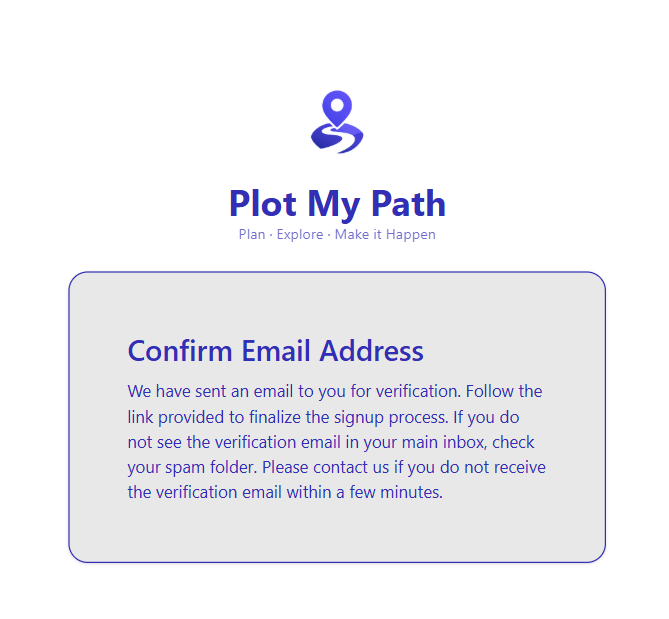 Plot My Path
Plan · Explore · Make it Happen
Confirm Email Address
We have sent an email to you for verification. Follow the
link provided to finalize the signup process. If you do
not see the verification email in your main inbox, check
your spam folder. Please contact us if you do not receive
the verification email within a few minutes.